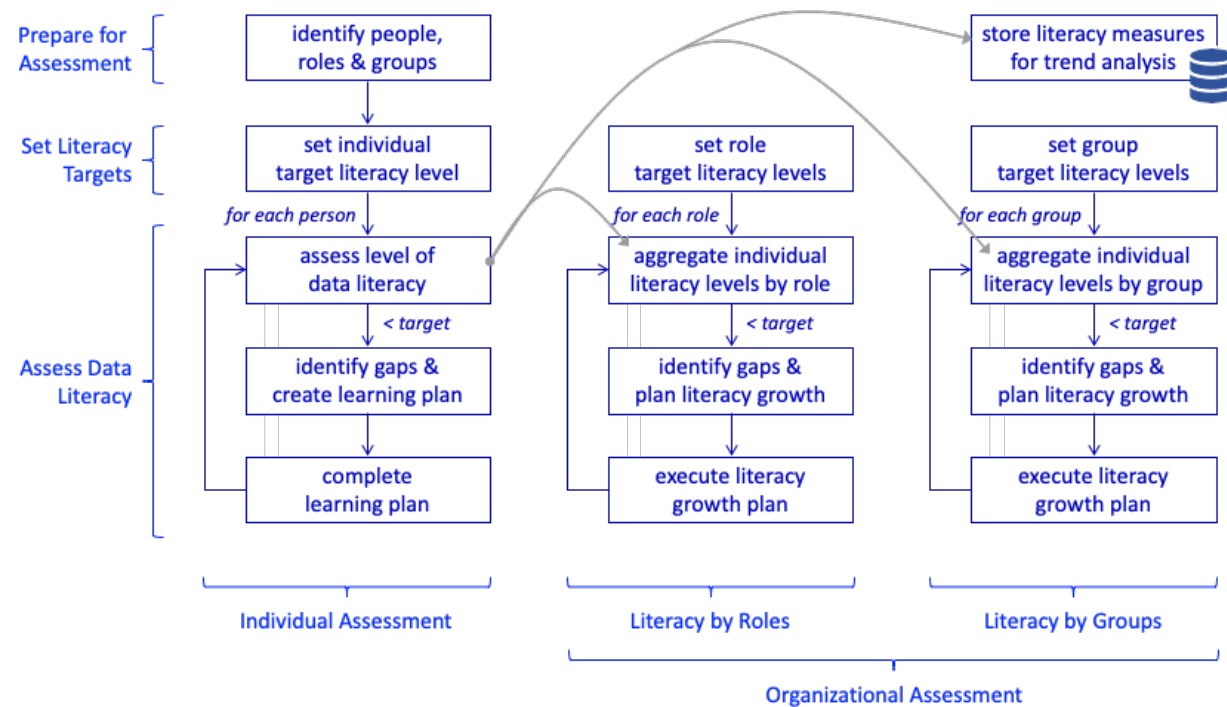 Prepare for
Assessment
identify people,
roles & groups
store literacy measures
for trend analysis
Set Literacy
Targets
set individual
target literacy level
set role
target literacy levels
set group
target literacy levels
for each person
for each role
for each group
Assess Data
Literacy
assess level of
data literacy
aggregate individual
literacy levels by role
aggregate individual
literacy levels by group
< target
< target
< target
identify gaps &
create learning plan
identify gaps &
plan literacy growth
identify gaps &
plan literacy growth
complete
learning plan
execute literacy
growth plan
execute literacy
growth plan
Individual Assessment
Literacy by Roles
Literacy by Groups
Organizational Assessment